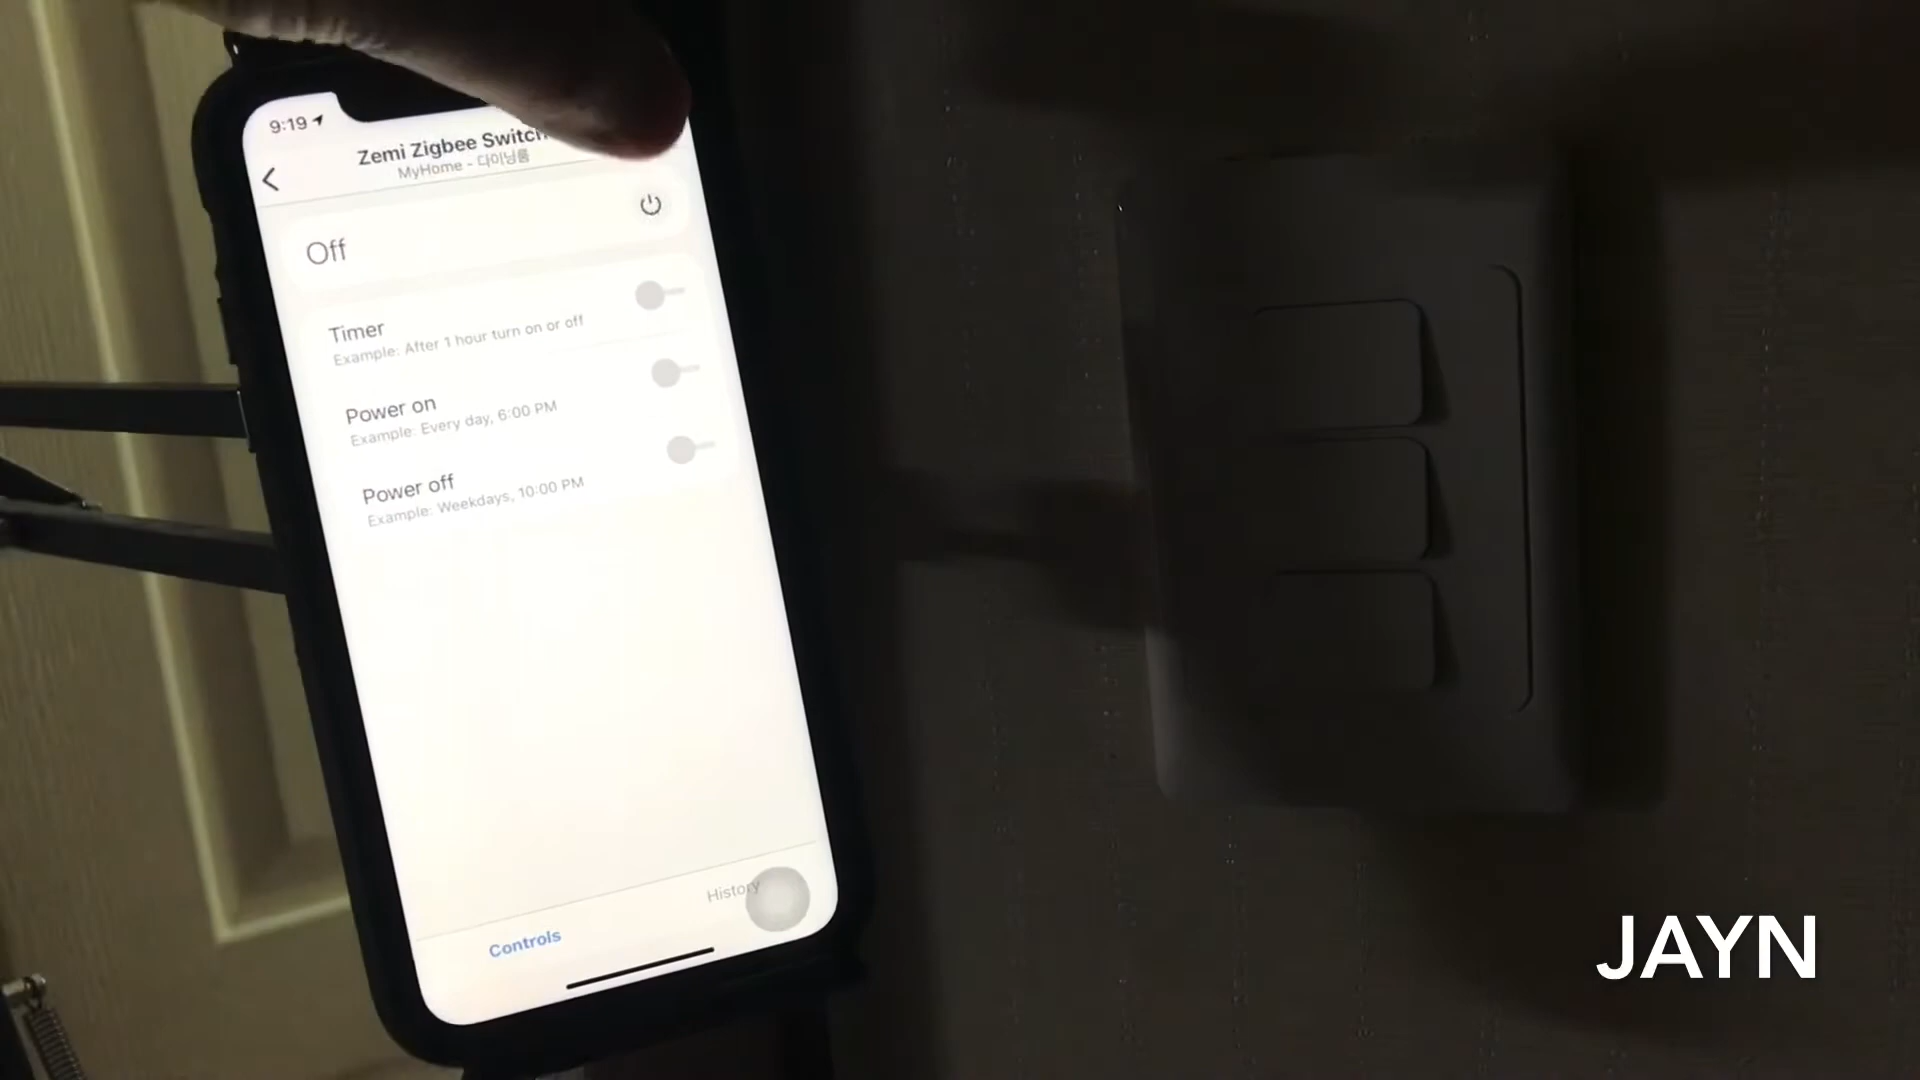 9:19
Zemi Zigbee Switch
MyHome - 다이닝룸
Off
Timer
Example: After 1 hour turn on or off
Power on
Example: Every day, 6:00 PM
Power off
Example: Weekdays, 10:00 PM
Controls
History
JAYN